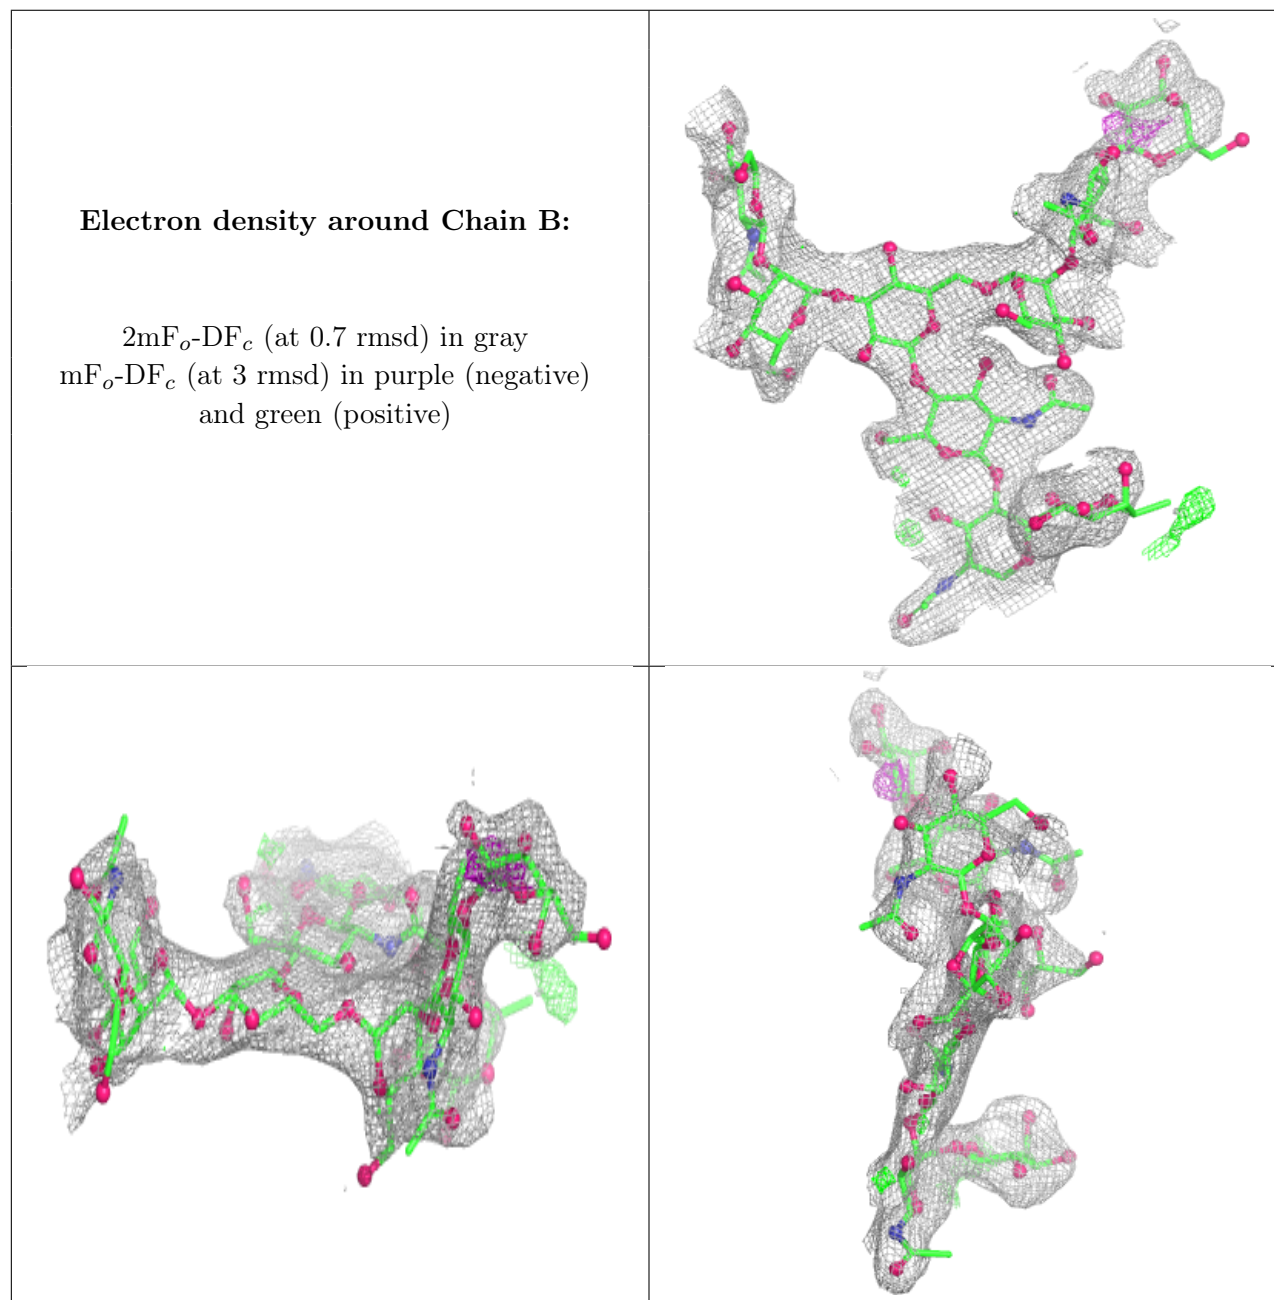 Electron density around Chain B:
2mFₒ-DF𝒸 (at 0.7 rmsd) in gray
mFₒ-DF𝒸 (at 3 rmsd) in purple (negative)
and green (positive)